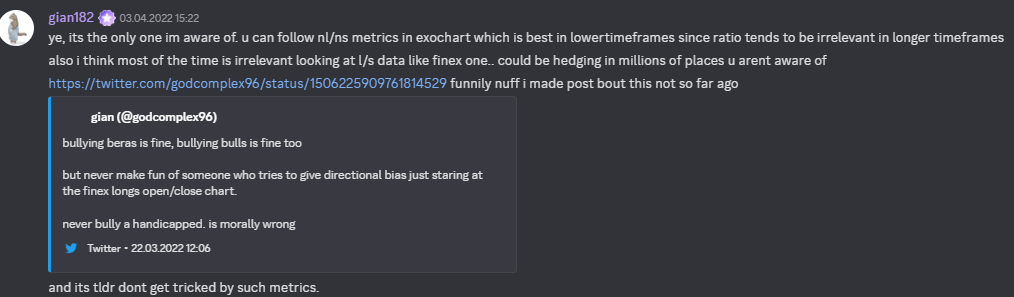 gian182 03.04.2022 15:22
ye, its the only one im aware of. u can follow nl/ns metrics in exochart which is best in lowertimeframes since ratio tends to be irrelevant in longer timeframes
also i think most of the time is irrelevant looking at l/s data like finex one.. could be hedging in millions of places u arent aware of
https://twitter.com/godcomplex96/status/1506225909761814529 funnily nuff i made post bout this not so far ago
gian (@godcomplex96)
bullying beras is fine, bullying bulls is fine too
but never make fun of someone who tries to give directional bias just staring at
the finex longs open/close chart.
never bully a handicapped. is morally wrong
Twitter • 22.03.2022 12:06
and its tldr dont get tricked by such metrics.